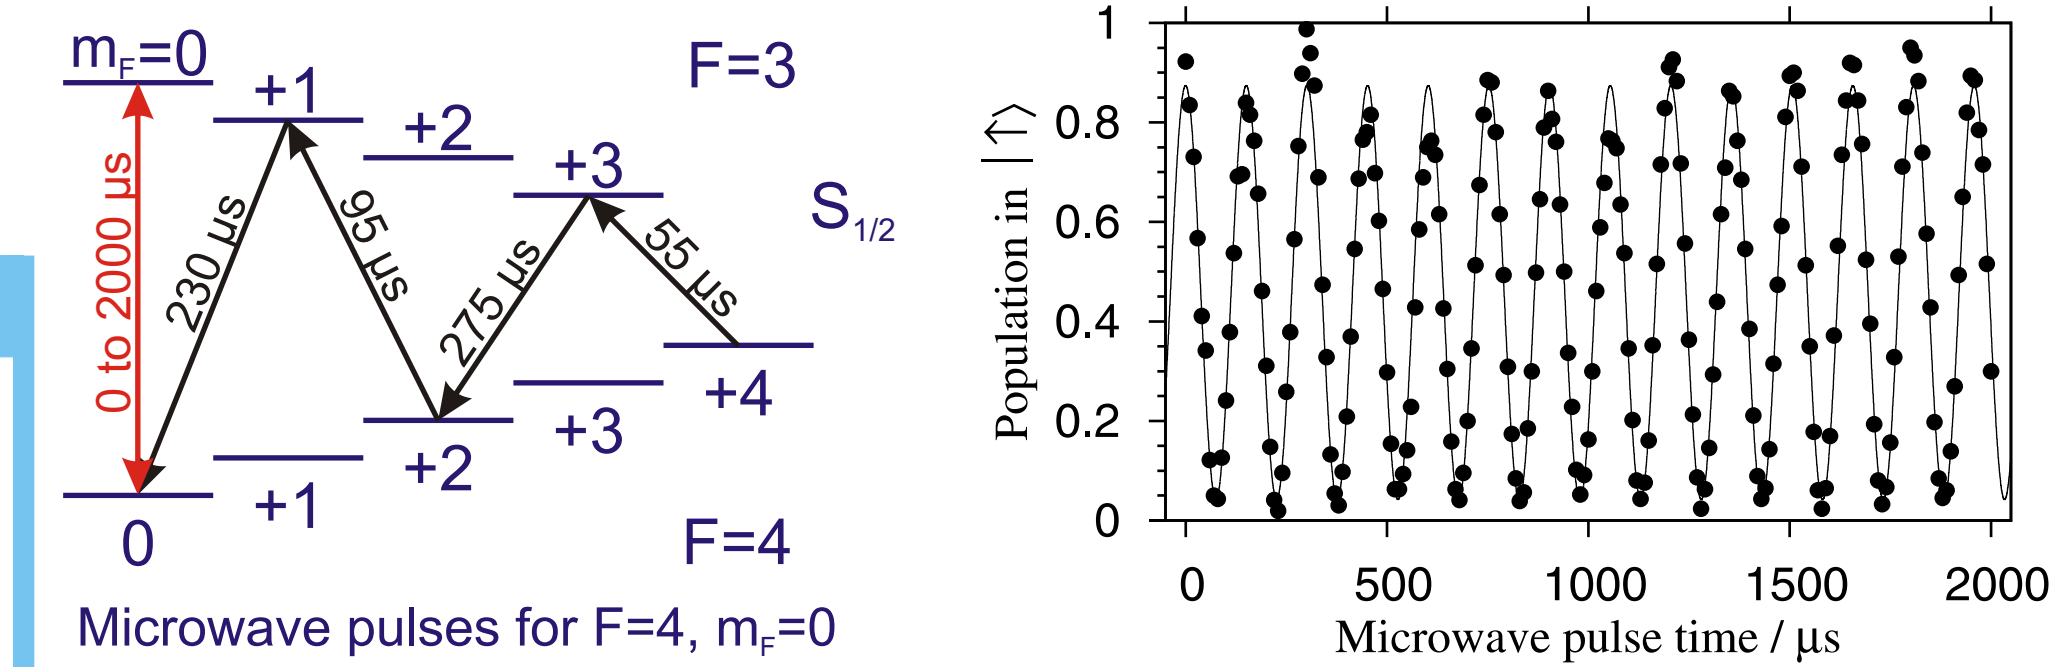 m_F=0
+1
+2
+3
F=3
S_1/2
0 to 2000 µs
230 µs
95 µs
275 µs
55 µs
0
+1
+2
+3
+4
F=4
Microwave pulses for F=4, m_F=0
Population in |↑⟩
1
0.8
0.6
0.4
0.2
0
0 500 1000 1500 2000
Microwave pulse time / µs